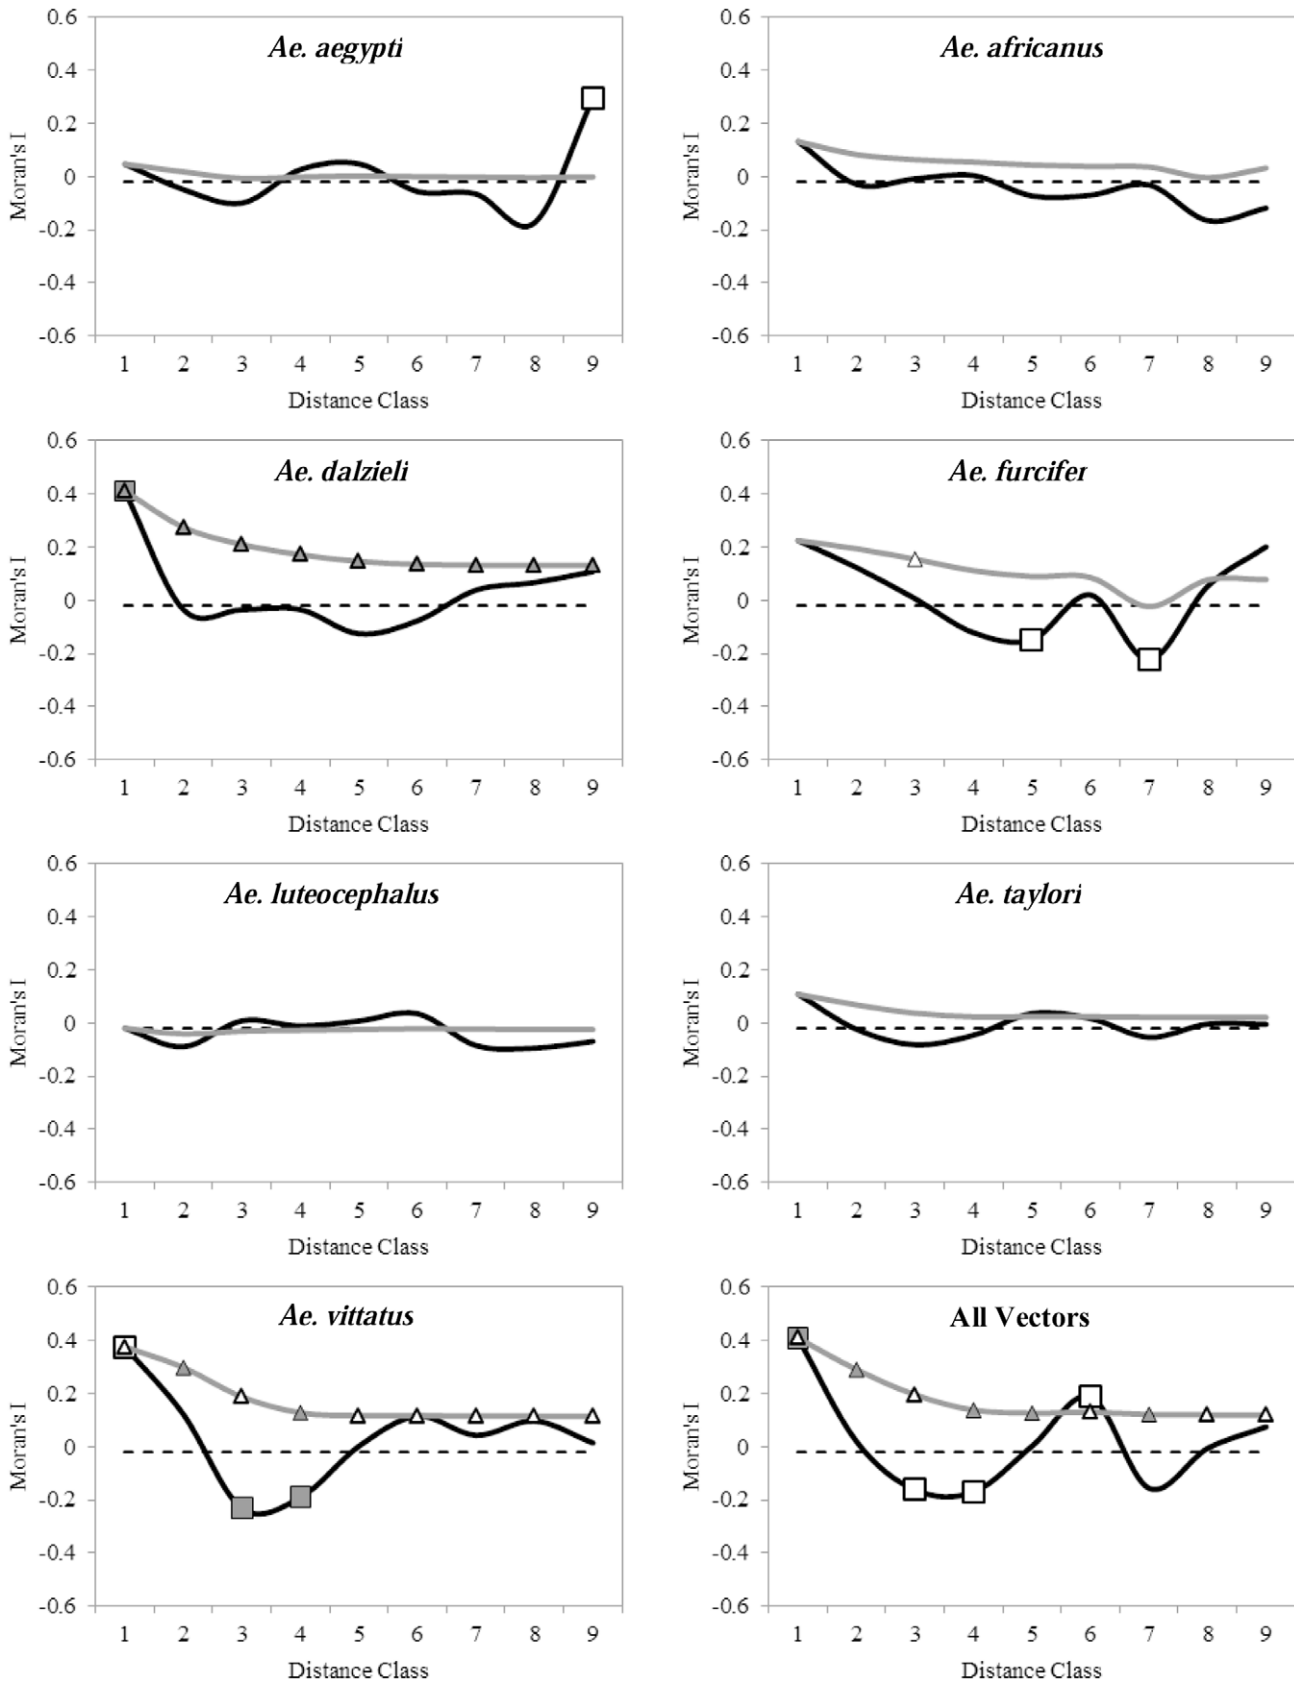 Ae. aegypti
Moran's I
0.6
0.4
0.2
0
-0.2
-0.4
-0.6
1 2 3 4 5 6 7 8 9
Distance Class
Ae. africanus
Moran's I
0.6
0.4
0.2
0
-0.2
-0.4
-0.6
1 2 3 4 5 6 7 8 9
Distance Class
Ae. dalzieli
Moran's I
0.6
0.4
0.2
0
-0.2
-0.4
-0.6
1 2 3 4 5 6 7 8 9
Distance Class
Ae. furcifer
Moran's I
0.6
0.4
0.2
0
-0.2
-0.4
-0.6
1 2 3 4 5 6 7 8 9
Distance Class
Ae. luteocephalus
Moran's I
0.6
0.4
0.2
0
-0.2
-0.4
-0.6
1 2 3 4 5 6 7 8 9
Distance Class
Ae. taylori
Moran's I
0.6
0.4
0.2
0
-0.2
-0.4
-0.6
1 2 3 4 5 6 7 8 9
Distance Class
Ae. vittatus
Moran's I
0.6
0.4
0.2
0
-0.2
-0.4
-0.6
1 2 3 4 5 6 7 8 9
Distance Class
All Vectors
Moran's I
0.6
0.4
0.2
0
-0.2
-0.4
-0.6
1 2 3 4 5 6 7 8 9
Distance Class